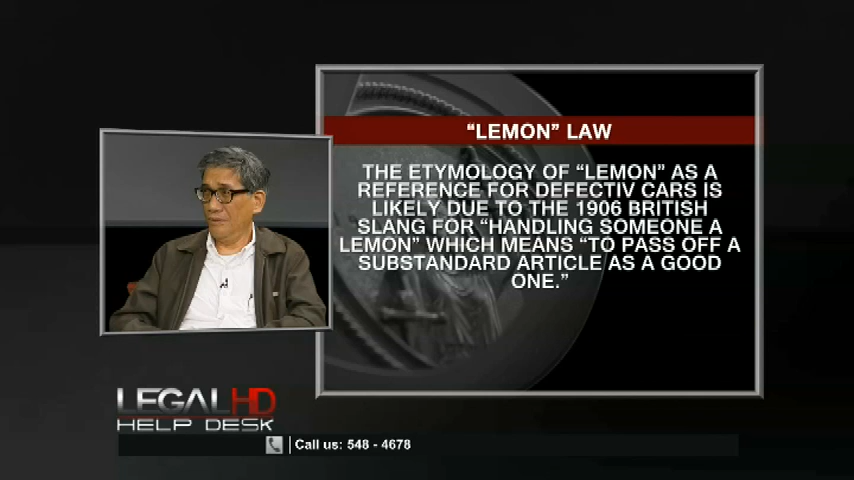 "LEMON" LAW
THE ETYMOLOGY OF "LEMON" AS A
REFERENCE FOR DEFECTIV CARS IS
LIKELY DUE TO THE 1906 BRITISH
SLANG FOR "HANDLING SOMEONE A
LEMON" WHICH MEANS "TO PASS OFF A
SUBSTANDARD ARTICLE AS A GOOD
ONE."
LEGALHD
HELP DESK
Call us: 548 - 4678